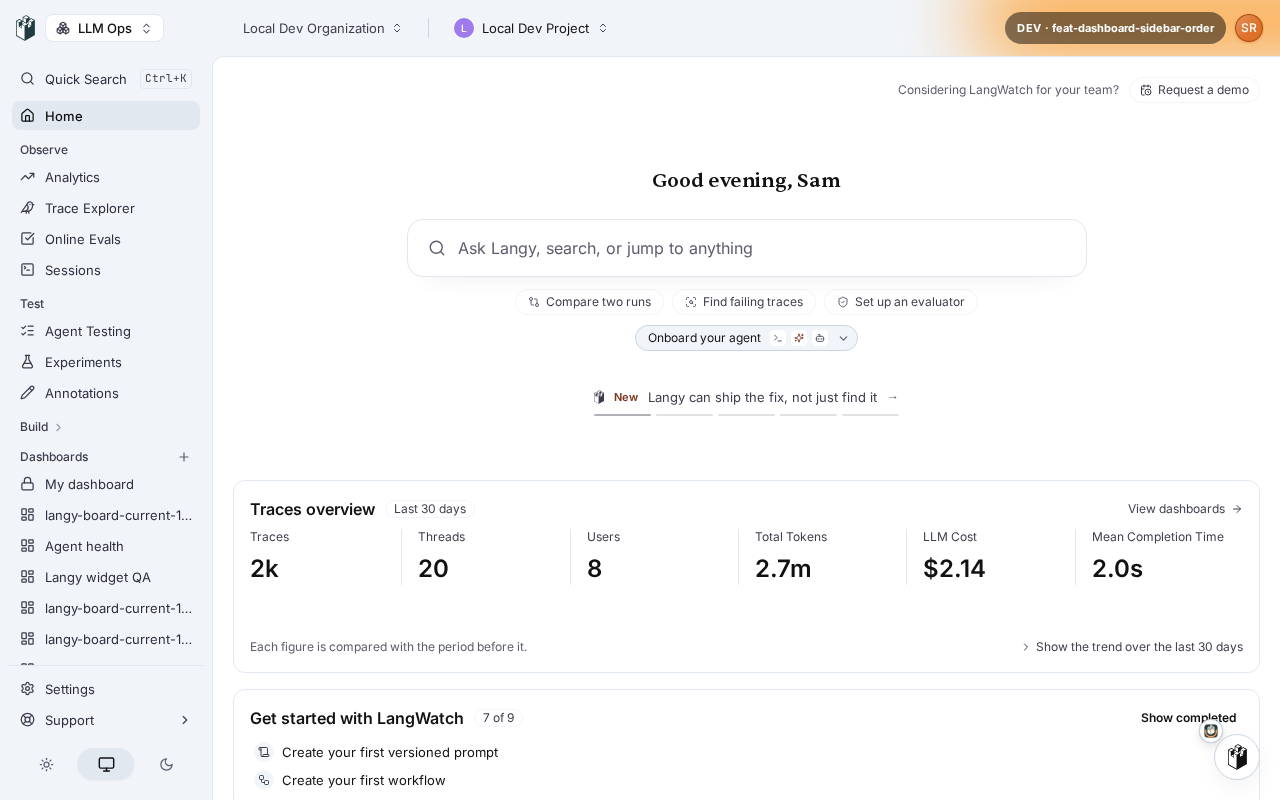 LLM Ops
Local Dev Organization
L
Local Dev Project
DEV · feat-dashboard-sidebar-order
SR
Quick Search
Ctrl+K
Home
Observe
Analytics
Trace Explorer
Online Evals
Sessions
Test
Agent Testing
Experiments
Annotations
Build
Dashboards
My dashboard
langy-board-current-1...
Agent health
Langy widget QA
langy-board-current-1...
langy-board-current-1...
Settings
Support
Considering LangWatch for your team?
Request a demo
Good evening, Sam
Ask Langy, search, or jump to anything
Compare two runs
Find failing traces
Set up an evaluator
Onboard your agent
New Langy can ship the fix, not just find it →
Traces overview
Last 30 days
View dashboards
Traces
2k
Threads
20
Users
8
Total Tokens
2.7m
LLM Cost
$2.14
Mean Completion Time
2.0s
Each figure is compared with the period before it.
Show the trend over the last 30 days
Get started with LangWatch
7 of 9
Show completed
Create your first versioned prompt
Create your first workflow